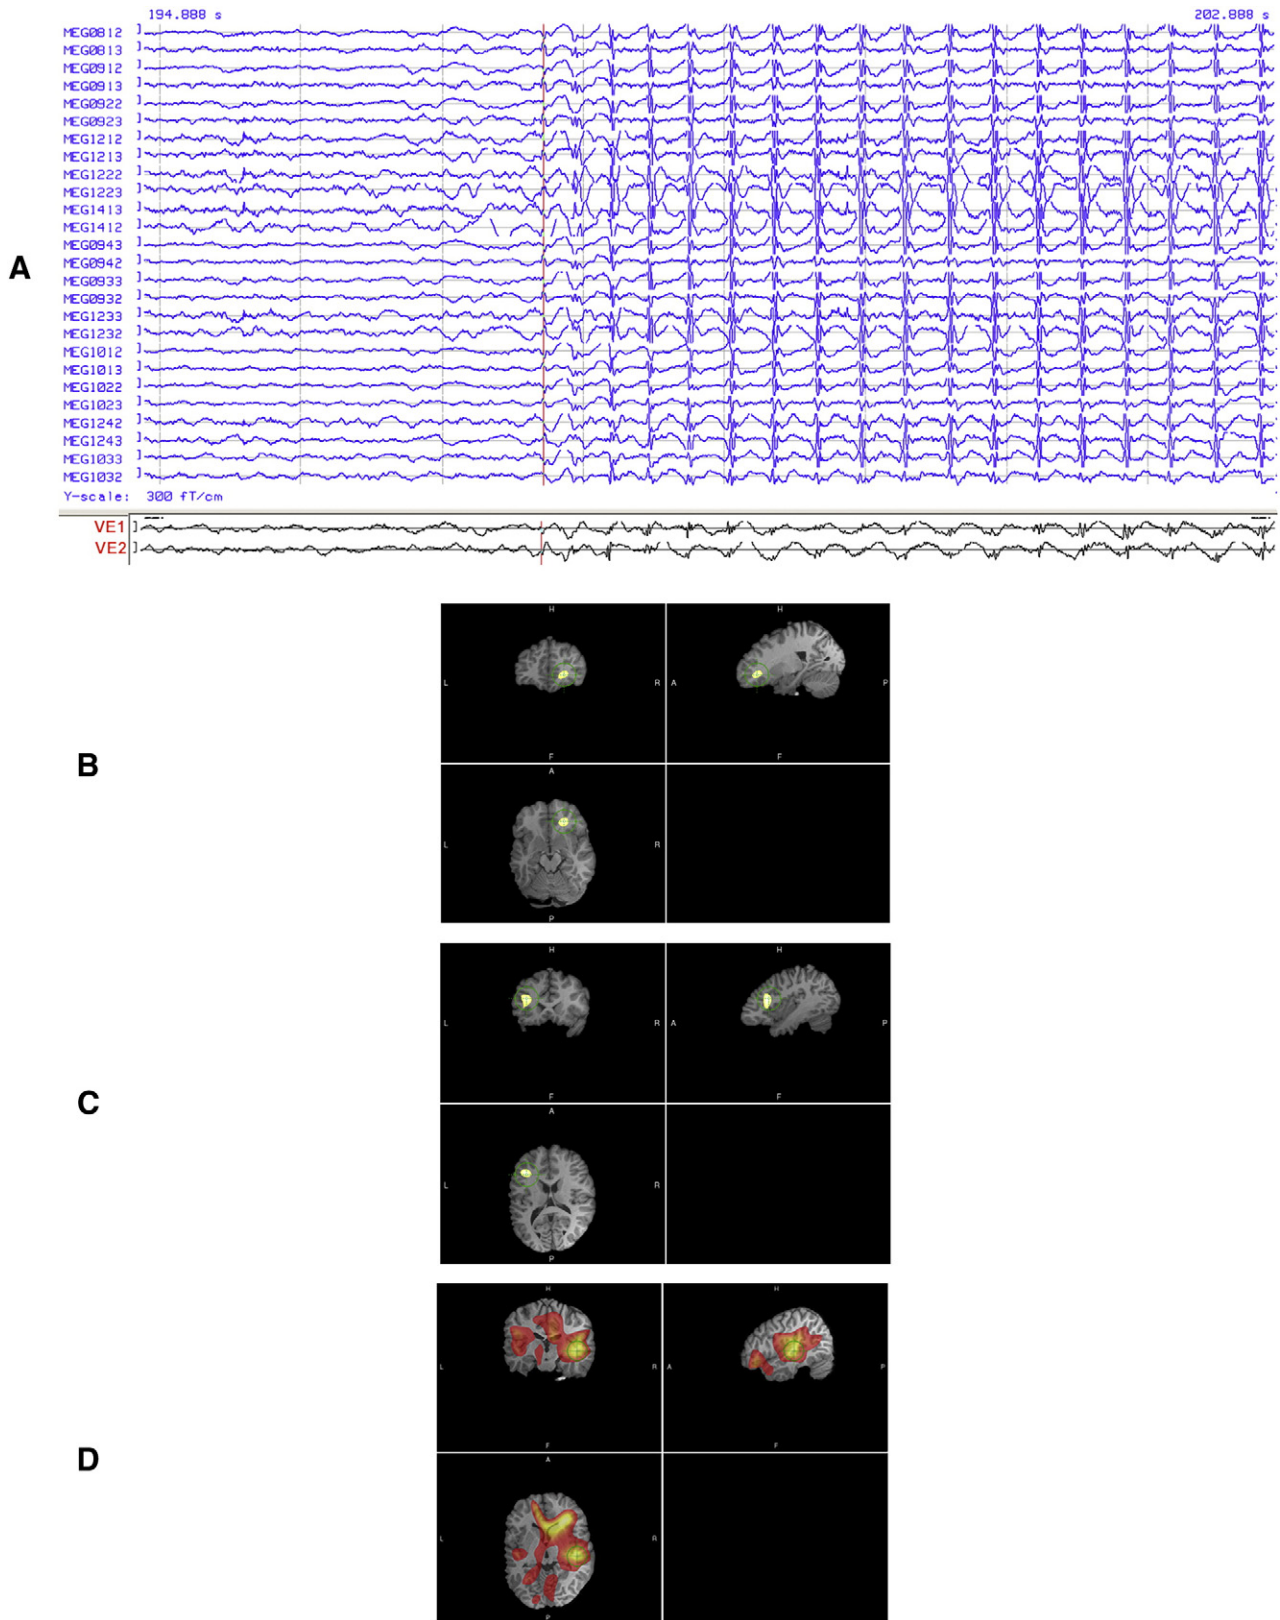 194.888 s 202.888 s
MEG0812
MEG0813
MEG0912
MEG0913
MEG0922
MEG0923
MEG1212
MEG1213
MEG1222
MEG1223
MEG1413
MEG1412
MEG0943
MEG0942
MEG0933
MEG0932
MEG1233
MEG1232
MEG1012
MEG1013
MEG1022
MEG1023
MEG1242
MEG1243
MEG1033
MEG1032
Y-scale: 300 fT/cm
A
VE1
VE2
B
H H
L R A P
F F
A
L R
P
C
H H
L R A P
F F
A
L R
P
D
H H
L R A P
F F
A
L R
P